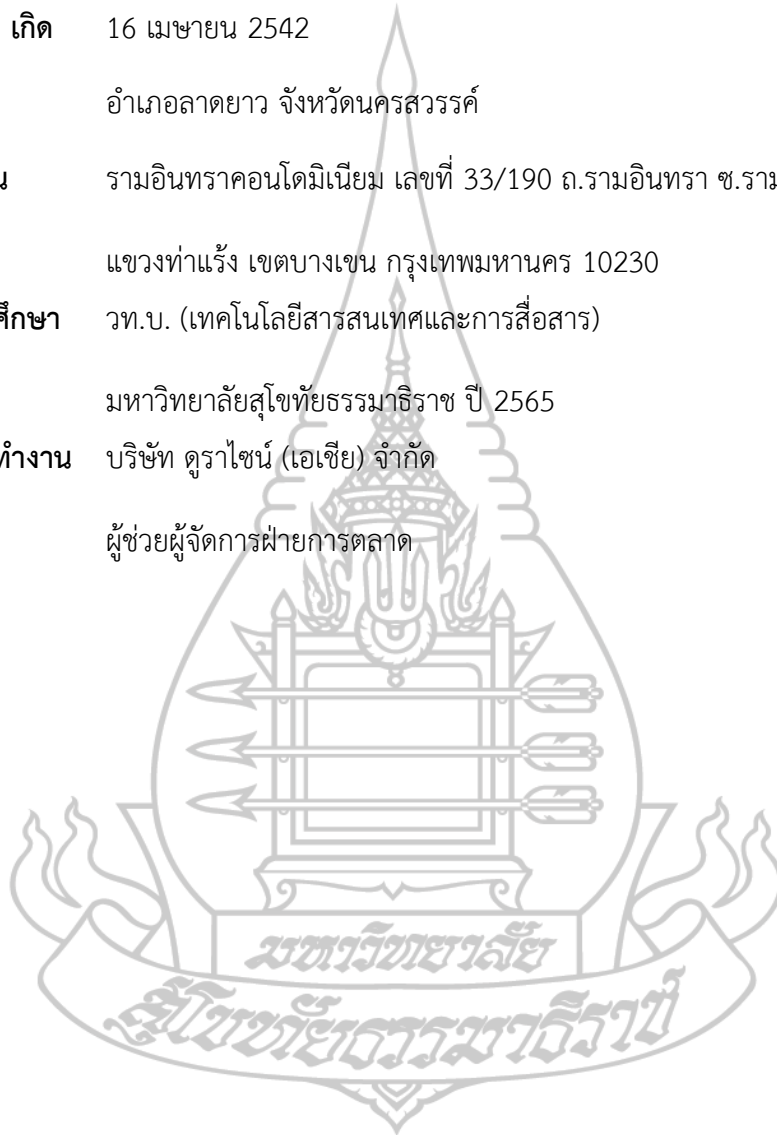 เกิด 16 เมษายน 2542
อำเภอลาดยาว จังหวัดนครสวรรค์
รามอินทราคอนโดมิเนียม เลขที่ 33/190 ถ.รามอินทรา ซ.ราม
แขวงท่าแร้ง เขตบางเขน กรุงเทพมหานคร 10230
ศึกษา วท.บ. (เทคโนโลยีสารสนเทศและการสื่อสาร)
มหาวิทยาลัยสุโขทัยธรรมาธิราช ปี 2565
ทำงาน บริษัท ดูราไซน์ (เอเชีย) จำกัด
ผู้ช่วยผู้จัดการฝ่ายการตลาด
มหาวิทยาลัย
สุโขทัยธรรมาธิราช